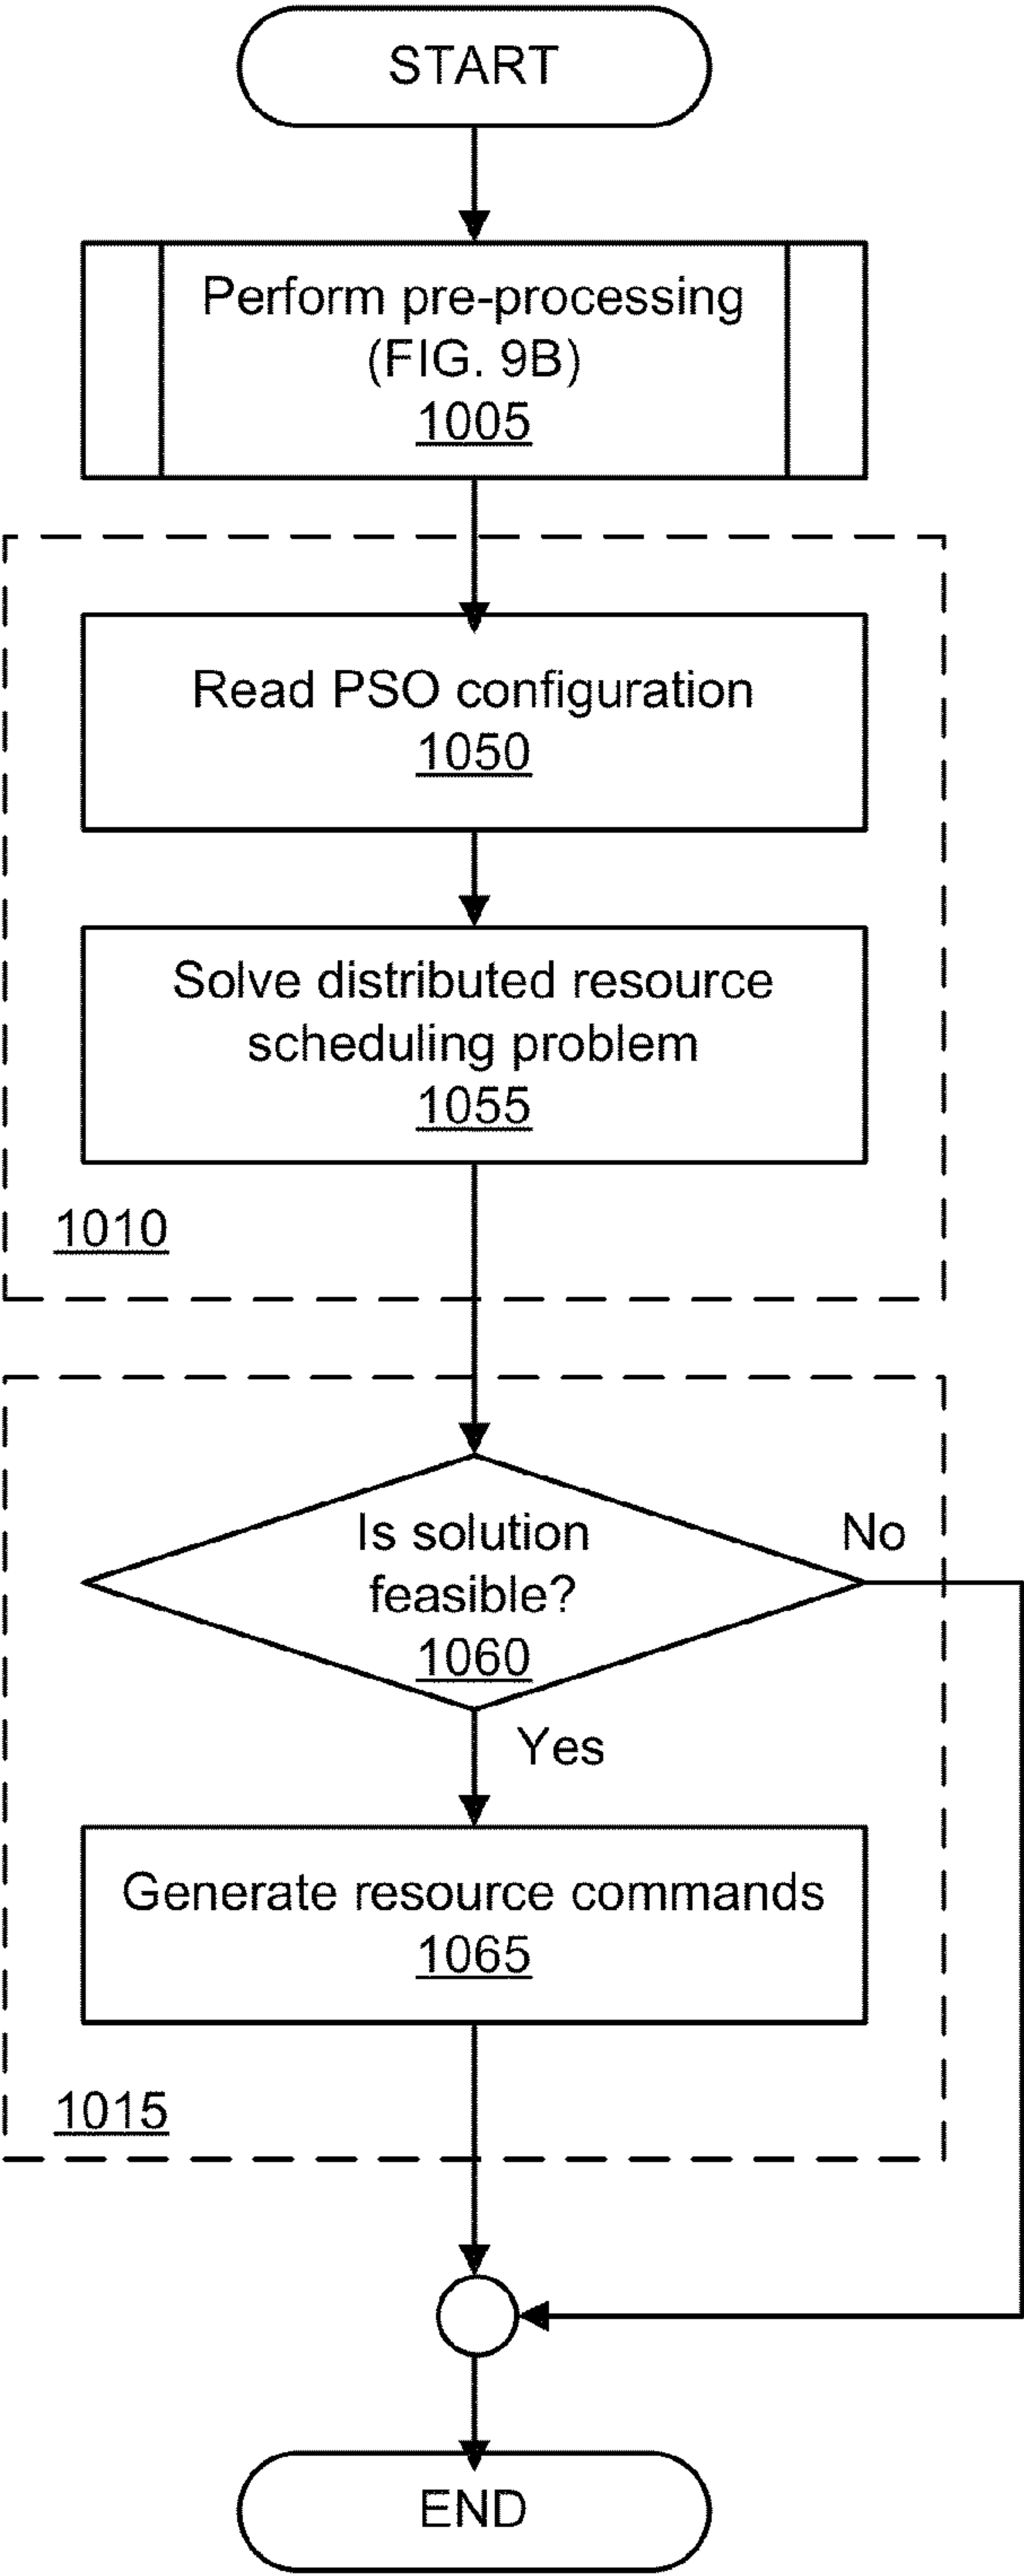 START
Perform pre-processing
(FIG. 9B)
1005
Read PSO configuration
1050
Solve distributed resource
scheduling problem
1055
1010
Is solution
feasible?
1060
No
Yes
Generate resource commands
1065
1015
END